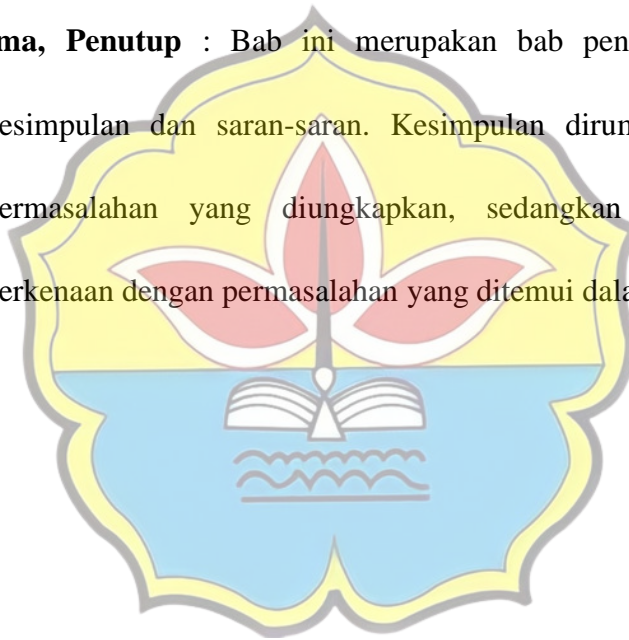 ma, Penutup : Bab ini merupakan bab pen
esimpulan dan saran-saran. Kesimpulan dirum
ermasalahan yang diungkapkan, sedangkan
erkenaan dengan permasalahan yang ditemui dala